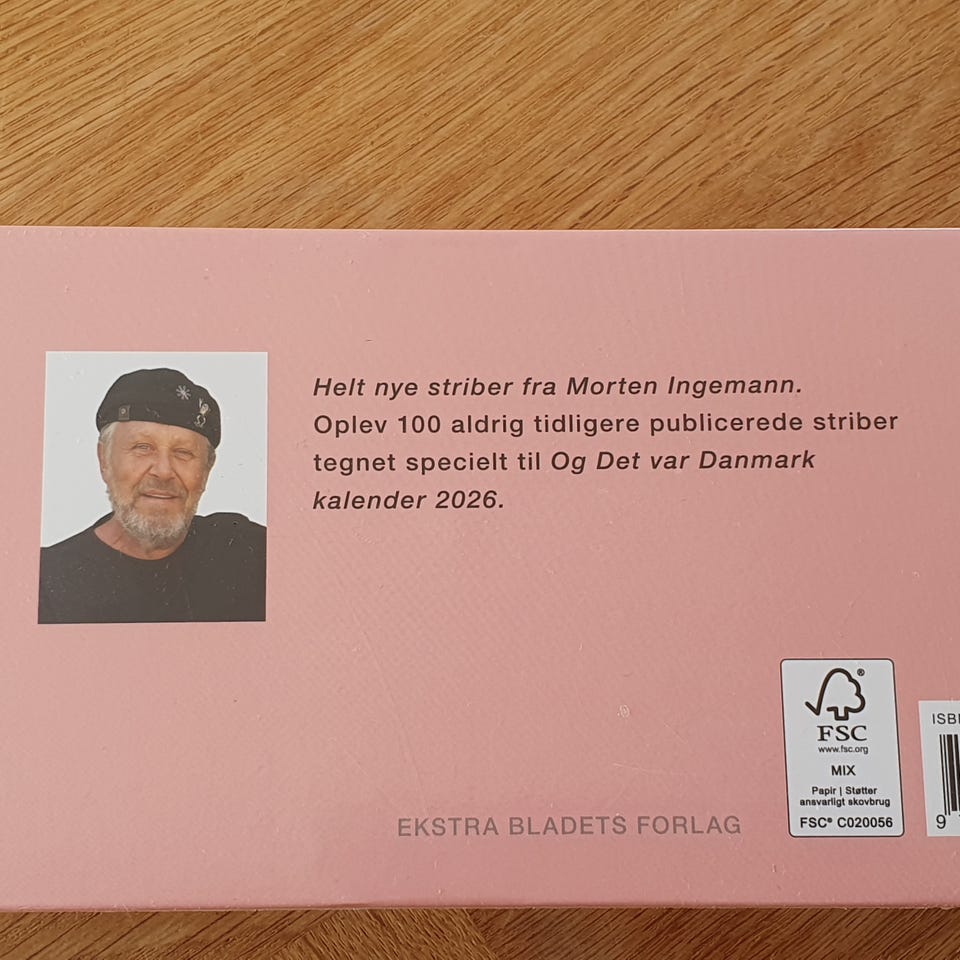 Helt nye striber fra Morten Ingemann.
Oplev 100 aldrig tidligere publicerede striber
tegnet specielt til Og Det var Danmark
kalender 2026.
FSC
www.fsc.org
MIX
Papir | Støtter
ansvarligt skovbrug
FSC® C020056
EKSTRA BLADETS FORLAG
9